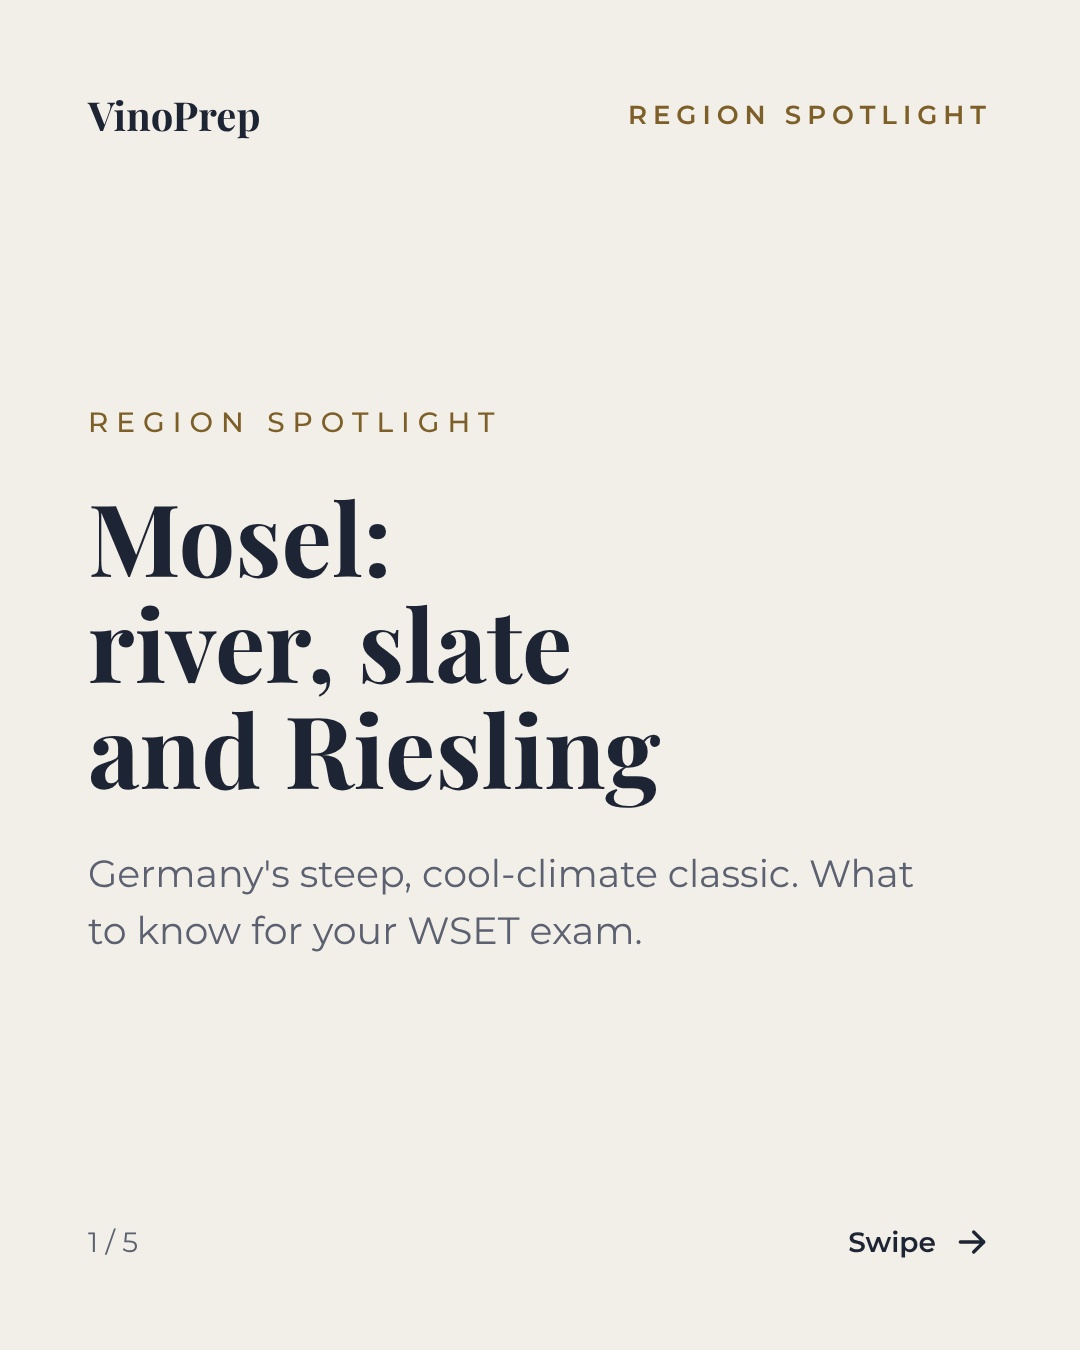 VinoPrep
REGION SPOTLIGHT
REGION SPOTLIGHT
Mosel:
river, slate
and Riesling
Germany's steep, cool-climate classic. What
to know for your WSET exam.
1 / 5
Swipe →